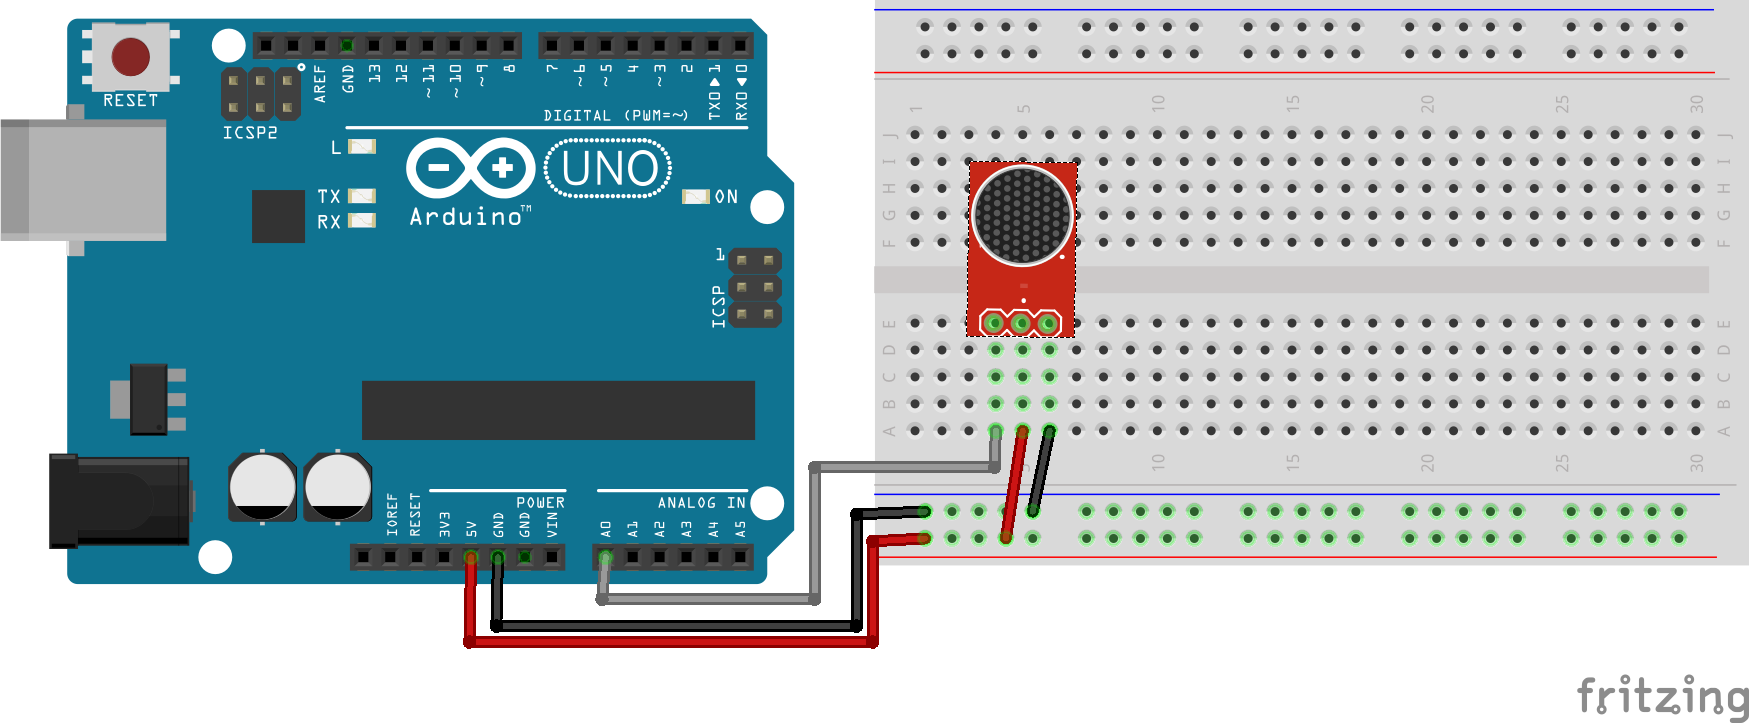 RESET
ICSP2
AREF
GND
13
12
~11
~10
~9
8
7
~6
~5
4
~3
2
TX0▶1
RX0◀0
DIGITAL (PWM=~)
L
TX
RX
UNO
Arduino™
ON
1
ICSP
POWER
ANALOG IN
IOREF
RESET
3V3
5V
GND
GND
VIN
A0
A1
A2
A3
A4
A5
1 5 10 15 20 25 30
J J
I I
H H
G G
F F
E E
D D
C C
B B
A A
10 15 20 25 30
fritzing